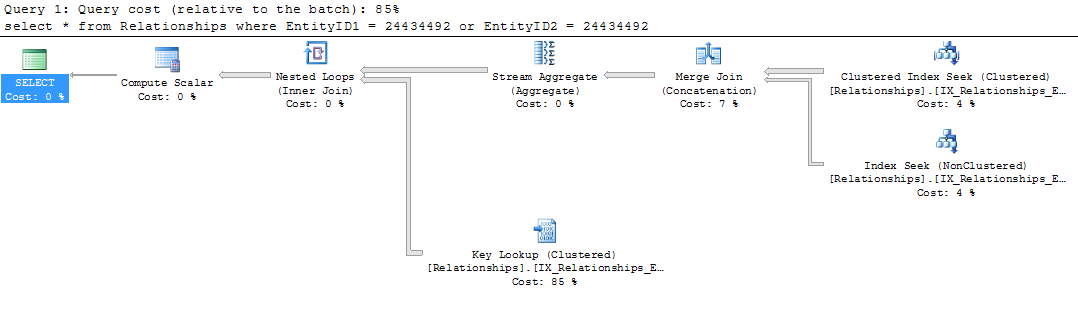 Query 1: Query cost (relative to the batch): 85%
select * from Relationships where EntityID1 = 24434492 or EntityID2 = 24434492
SELECT
Cost: 0 %
Compute Scalar
Cost: 0 %
Nested Loops
(Inner Join)
Cost: 0 %
Stream Aggregate
(Aggregate)
Cost: 0 %
Merge Join
(Concatenation)
Cost: 7 %
Clustered Index Seek (Clustered)
[Relationships].[IX_Relationships_E…
Cost: 4 %
Index Seek (NonClustered)
[Relationships].[IX_Relationships_E…
Cost: 4 %
Key Lookup (Clustered)
[Relationships].[IX_Relationships_E…
Cost: 85 %